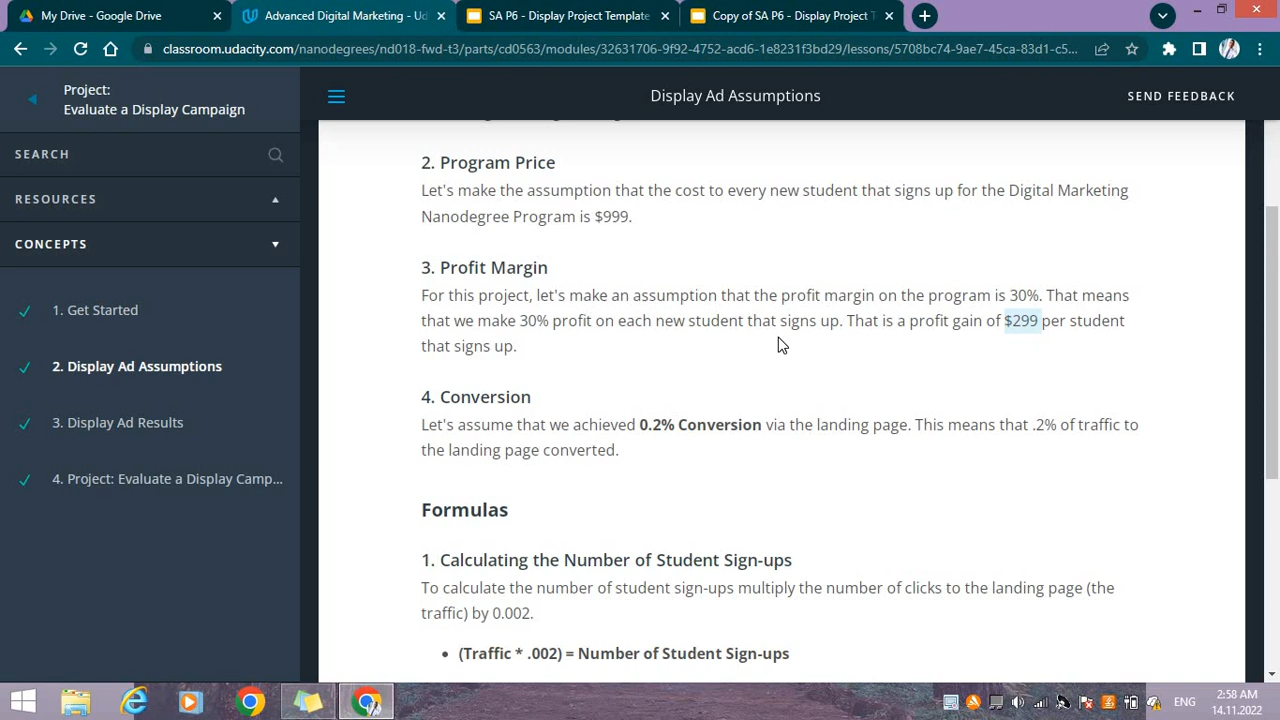 My Drive - Google Drive
Advanced Digital Marketing - Ud
SA P6 - Display Project Template
Copy of SA P6 - Display Project T
classroom.udacity.com/nanodegrees/nd018-fwd-t3/parts/cd0563/modules/32631706-9f92-4752-acd6-1e8231f3bd29/lessons/5708bc74-9ae7-45ca-83d1-c5...
Project:
Evaluate a Display Campaign
Display Ad Assumptions
SEND FEEDBACK
SEARCH
RESOURCES
CONCEPTS
1. Get Started
2. Display Ad Assumptions
3. Display Ad Results
4. Project: Evaluate a Display Camp...
2. Program Price
Let's make the assumption that the cost to every new student that signs up for the Digital Marketing
Nanodegree Program is $999.
3. Profit Margin
For this project, let's make an assumption that the profit margin on the program is 30%. That means
that we make 30% profit on each new student that signs up. That is a profit gain of $299 per student
that signs up.
4. Conversion
Let's assume that we achieved 0.2% Conversion via the landing page. This means that .2% of traffic to
the landing page converted.
Formulas
1. Calculating the Number of Student Sign-ups
To calculate the number of student sign-ups multiply the number of clicks to the landing page (the
traffic) by 0.002.
• (Traffic * .002) = Number of Student Sign-ups
ENG
2:58 AM
14.11.2022